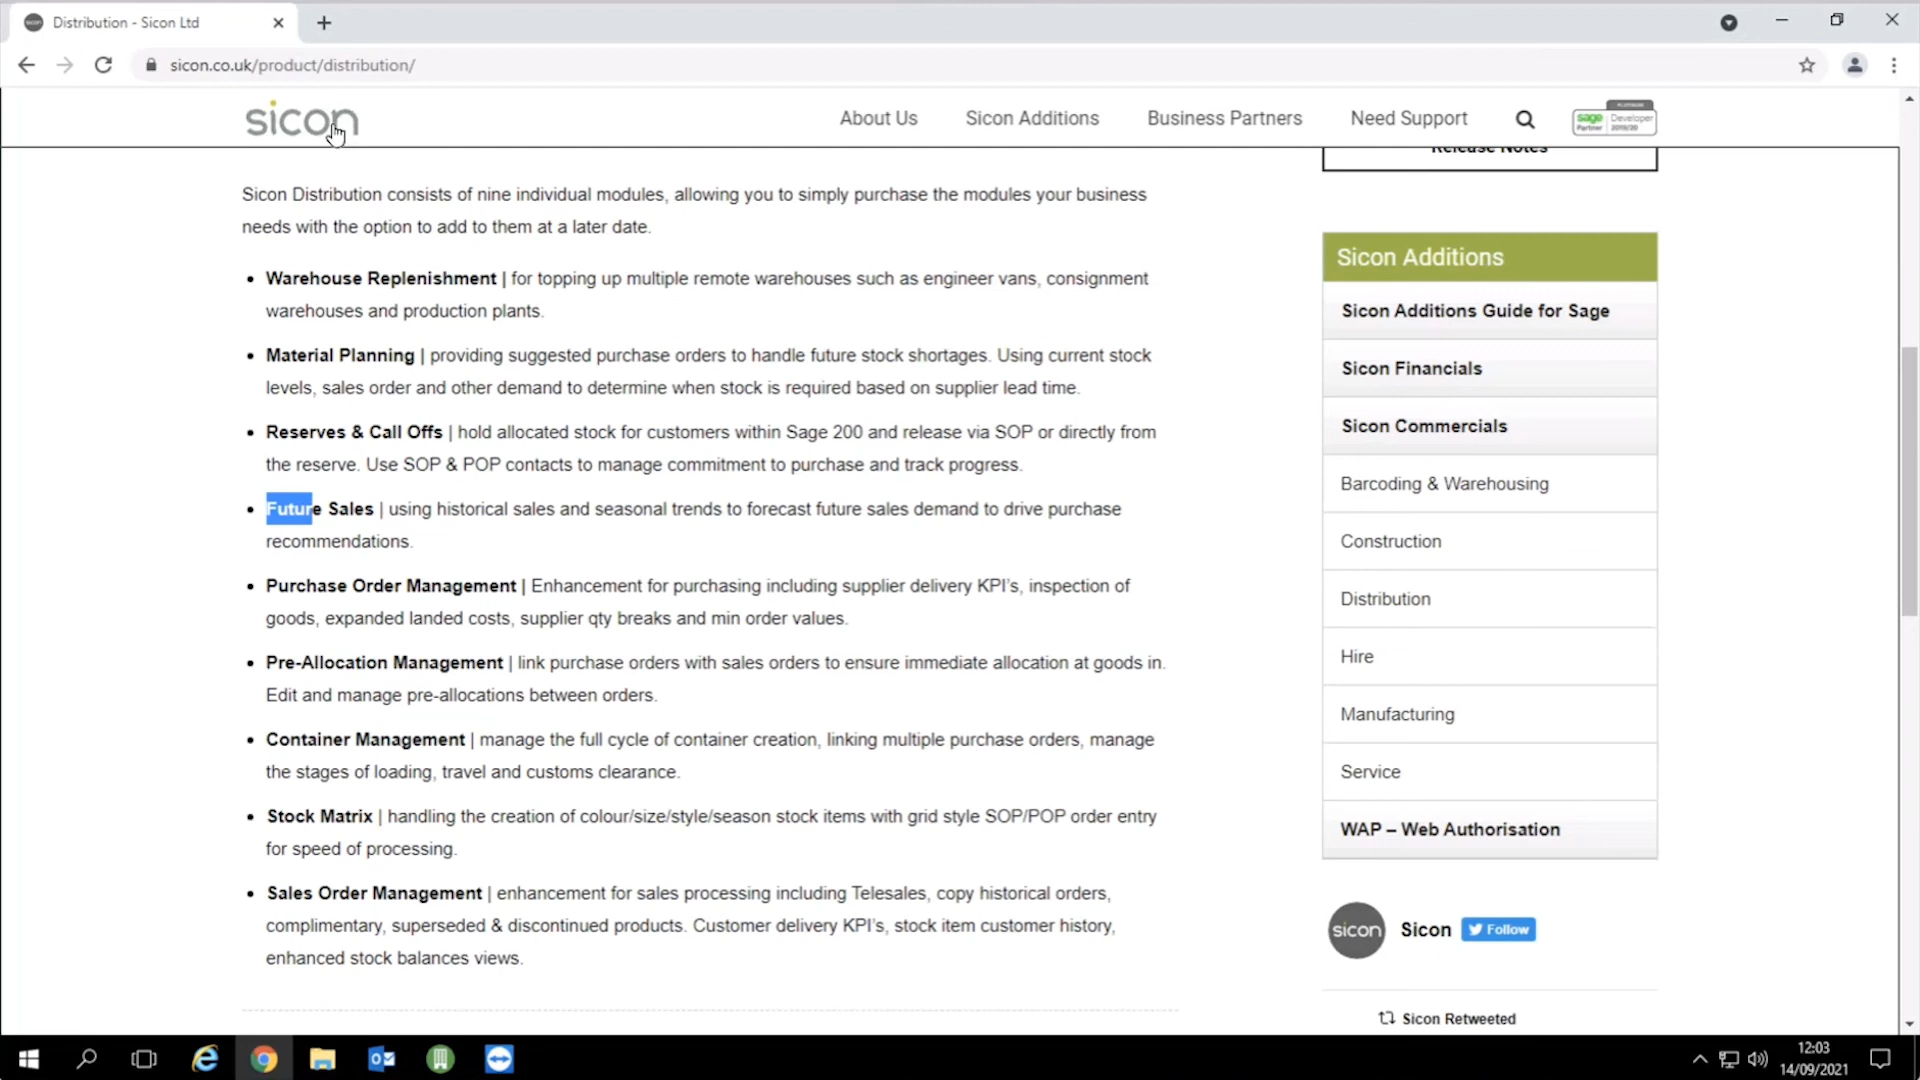 Distribution - Sicon Ltd
sicon.co.uk/product/distribution/
sicon
About Us
Sicon Additions
Business Partners
Need Support
sage Developer
Partner 2019/20
Release Notes
Sicon Distribution consists of nine individual modules, allowing you to simply purchase the modules your business
needs with the option to add to them at a later date.
• Warehouse Replenishment | for topping up multiple remote warehouses such as engineer vans, consignment
warehouses and production plants.
• Material Planning | providing suggested purchase orders to handle future stock shortages. Using current stock
levels, sales order and other demand to determine when stock is required based on supplier lead time.
• Reserves & Call Offs | hold allocated stock for customers within Sage 200 and release via SOP or directly from
the reserve. Use SOP & POP contacts to manage commitment to purchase and track progress.
• Future Sales | using historical sales and seasonal trends to forecast future sales demand to drive purchase
recommendations.
• Purchase Order Management | Enhancement for purchasing including supplier delivery KPI's, inspection of
goods, expanded landed costs, supplier qty breaks and min order values.
• Pre-Allocation Management | link purchase orders with sales orders to ensure immediate allocation at goods in.
Edit and manage pre-allocations between orders.
• Container Management | manage the full cycle of container creation, linking multiple purchase orders, manage
the stages of loading, travel and customs clearance.
• Stock Matrix | handling the creation of colour/size/style/season stock items with grid style SOP/POP order entry
for speed of processing.
• Sales Order Management | enhancement for sales processing including Telesales, copy historical orders,
complimentary, superseded & discontinued products. Customer delivery KPI's, stock item customer history,
enhanced stock balances views.
Sicon Additions
Sicon Additions Guide for Sage
Sicon Financials
Sicon Commercials
Barcoding & Warehousing
Construction
Distribution
Hire
Manufacturing
Service
WAP – Web Authorisation
sicon
Sicon
Follow
Sicon Retweeted
12:03
14/09/2021